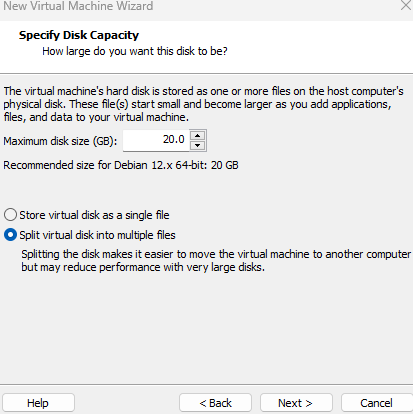 New Virtual Machine Wizard
Specify Disk Capacity
How large do you want this disk to be?
The virtual machine's hard disk is stored as one or more files on the host computer's
physical disk. These file(s) start small and become larger as you add applications,
files, and data to your virtual machine.
Maximum disk size (GB): 20.0
Recommended size for Debian 12.x 64-bit: 20 GB
Store virtual disk as a single file
Split virtual disk into multiple files
Splitting the disk makes it easier to move the virtual machine to another computer
but may reduce performance with very large disks.
Help < Back Next > Cancel